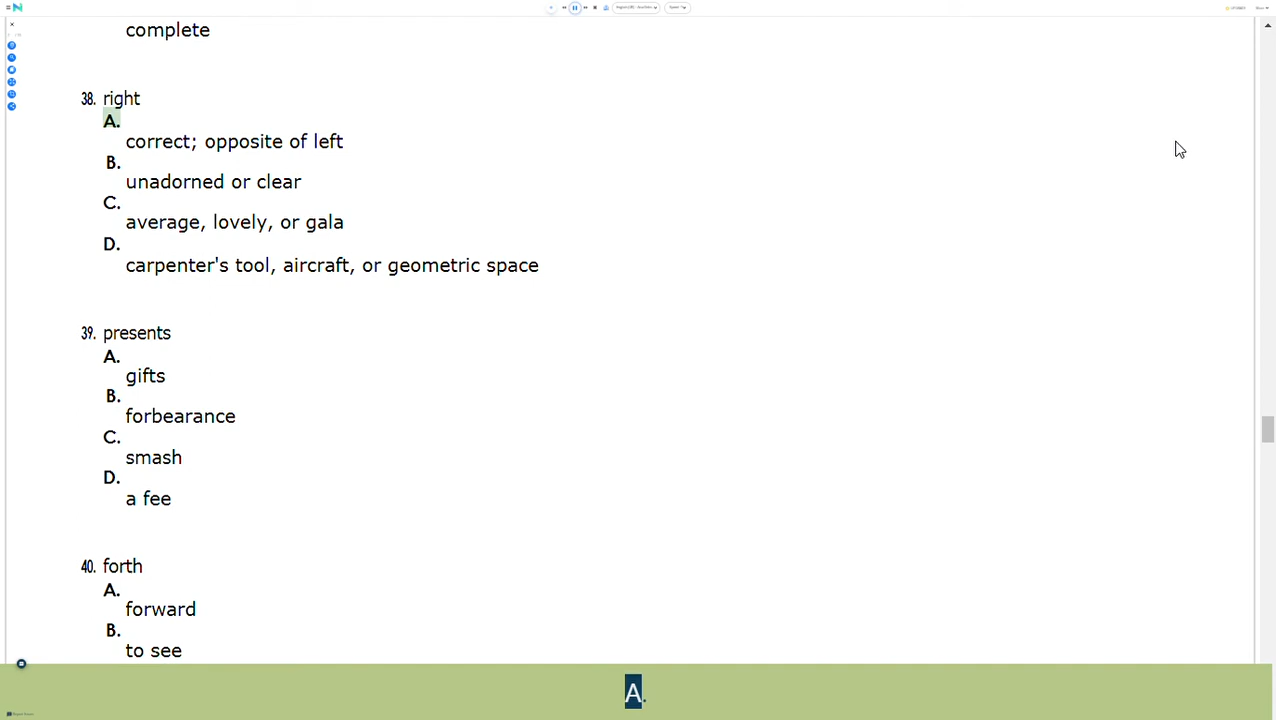 complete
38. right
A.
correct; opposite of left
B.
unadorned or clear
C.
average, lovely, or gala
D.
carpenter's tool, aircraft, or geometric space
39. presents
A.
gifts
B.
forbearance
C.
smash
D.
a fee
40. forth
A.
forward
B.
to see
A.